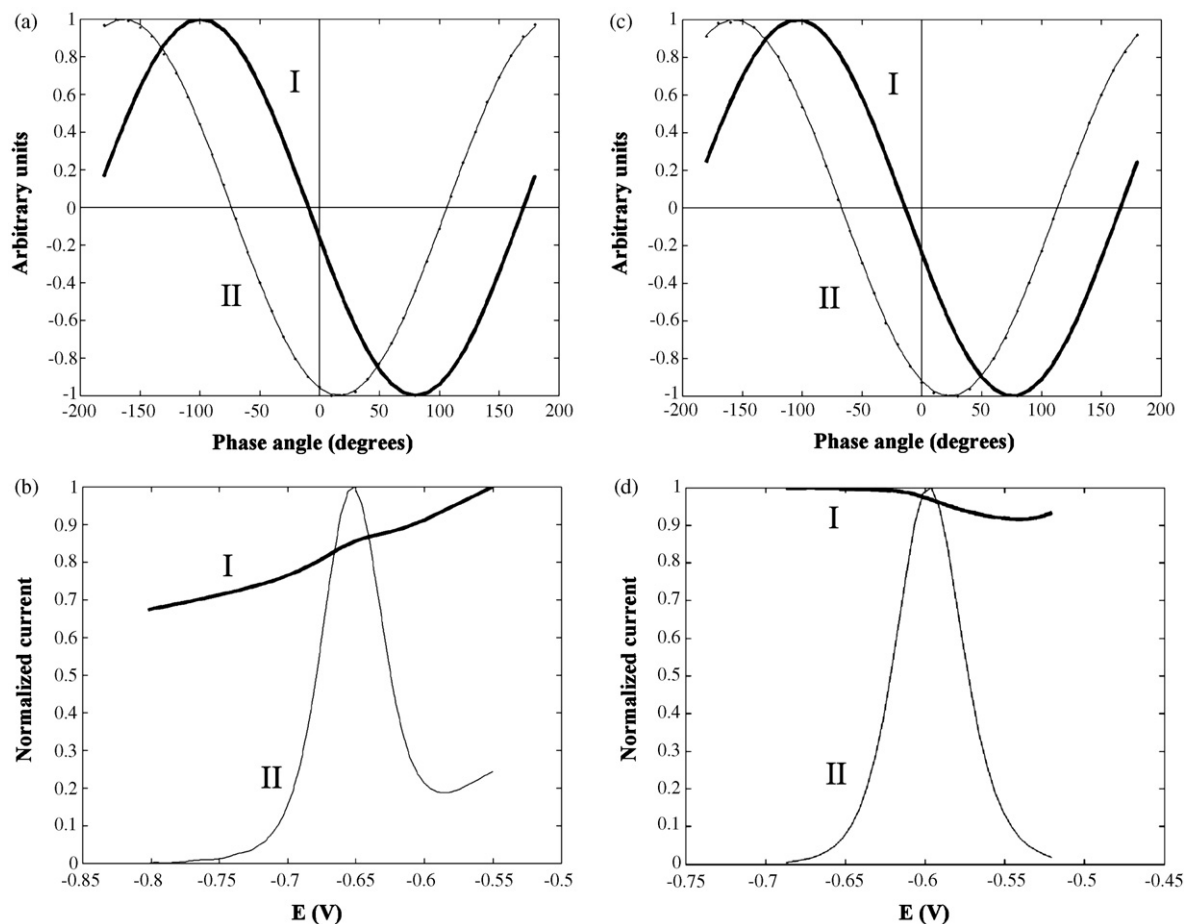 (a)
1
0.8
0.6
0.4
0.2
0
-0.2
-0.4
-0.6
-0.8
-1
Arbitrary units
I
II
200 -150 -100 -50 0 50 100 150 200
Phase angle (degrees)
(c)
1
0.8
0.6
0.4
0.2
0
-0.2
-0.4
-0.6
-0.8
-1
Arbitrary units
I
II
-200 -150 -100 -50 0 50 100 150 200
Phase angle (degrees)
(b)
1
0.9
0.8
0.7
0.6
0.5
0.4
0.3
0.2
0.1
0
Normalized current
I
II
-0.85 -0.8 -0.75 -0.7 -0.65 -0.6 -0.55 -0.5
E (V)
(d)
1
0.9
0.8
0.7
0.6
0.5
0.4
0.3
0.2
0.1
0
Normalized current
I
II
-0.75 -0.7 -0.65 -0.6 -0.55 -0.5 -0.45
E (V)